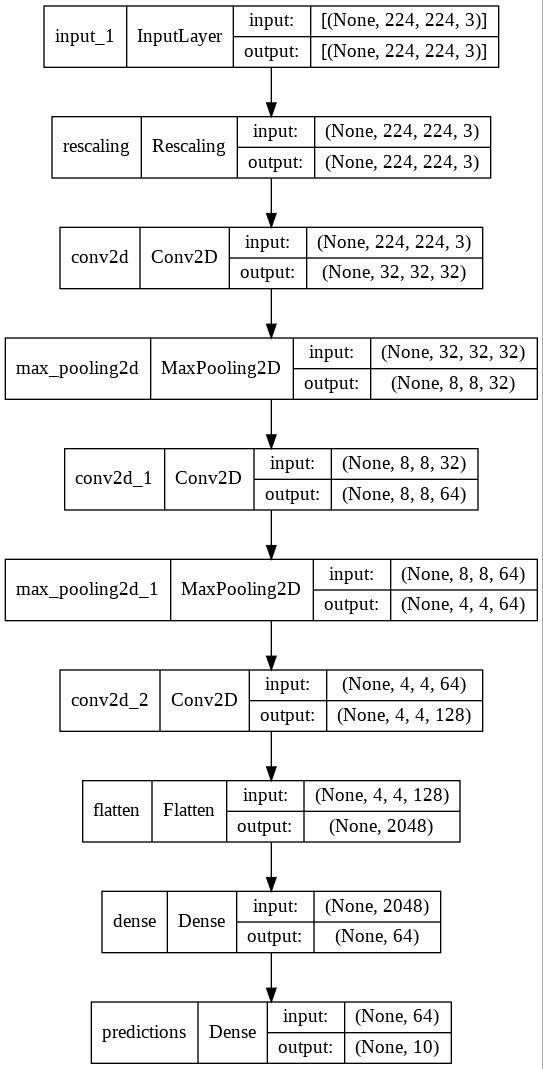 input_1 InputLayer input: [(None, 224, 224, 3)]
output: [(None, 224, 224, 3)]
rescaling Rescaling input: (None, 224, 224, 3)
output: (None, 224, 224, 3)
conv2d Conv2D input: (None, 224, 224, 3)
output: (None, 32, 32, 32)
max_pooling2d MaxPooling2D input: (None, 32, 32, 32)
output: (None, 8, 8, 32)
conv2d_1 Conv2D input: (None, 8, 8, 32)
output: (None, 8, 8, 64)
max_pooling2d_1 MaxPooling2D input: (None, 8, 8, 64)
output: (None, 4, 4, 64)
conv2d_2 Conv2D input: (None, 4, 4, 64)
output: (None, 4, 4, 128)
flatten Flatten input: (None, 4, 4, 128)
output: (None, 2048)
dense Dense input: (None, 2048)
output: (None, 64)
predictions Dense input: (None, 64)
output: (None, 10)